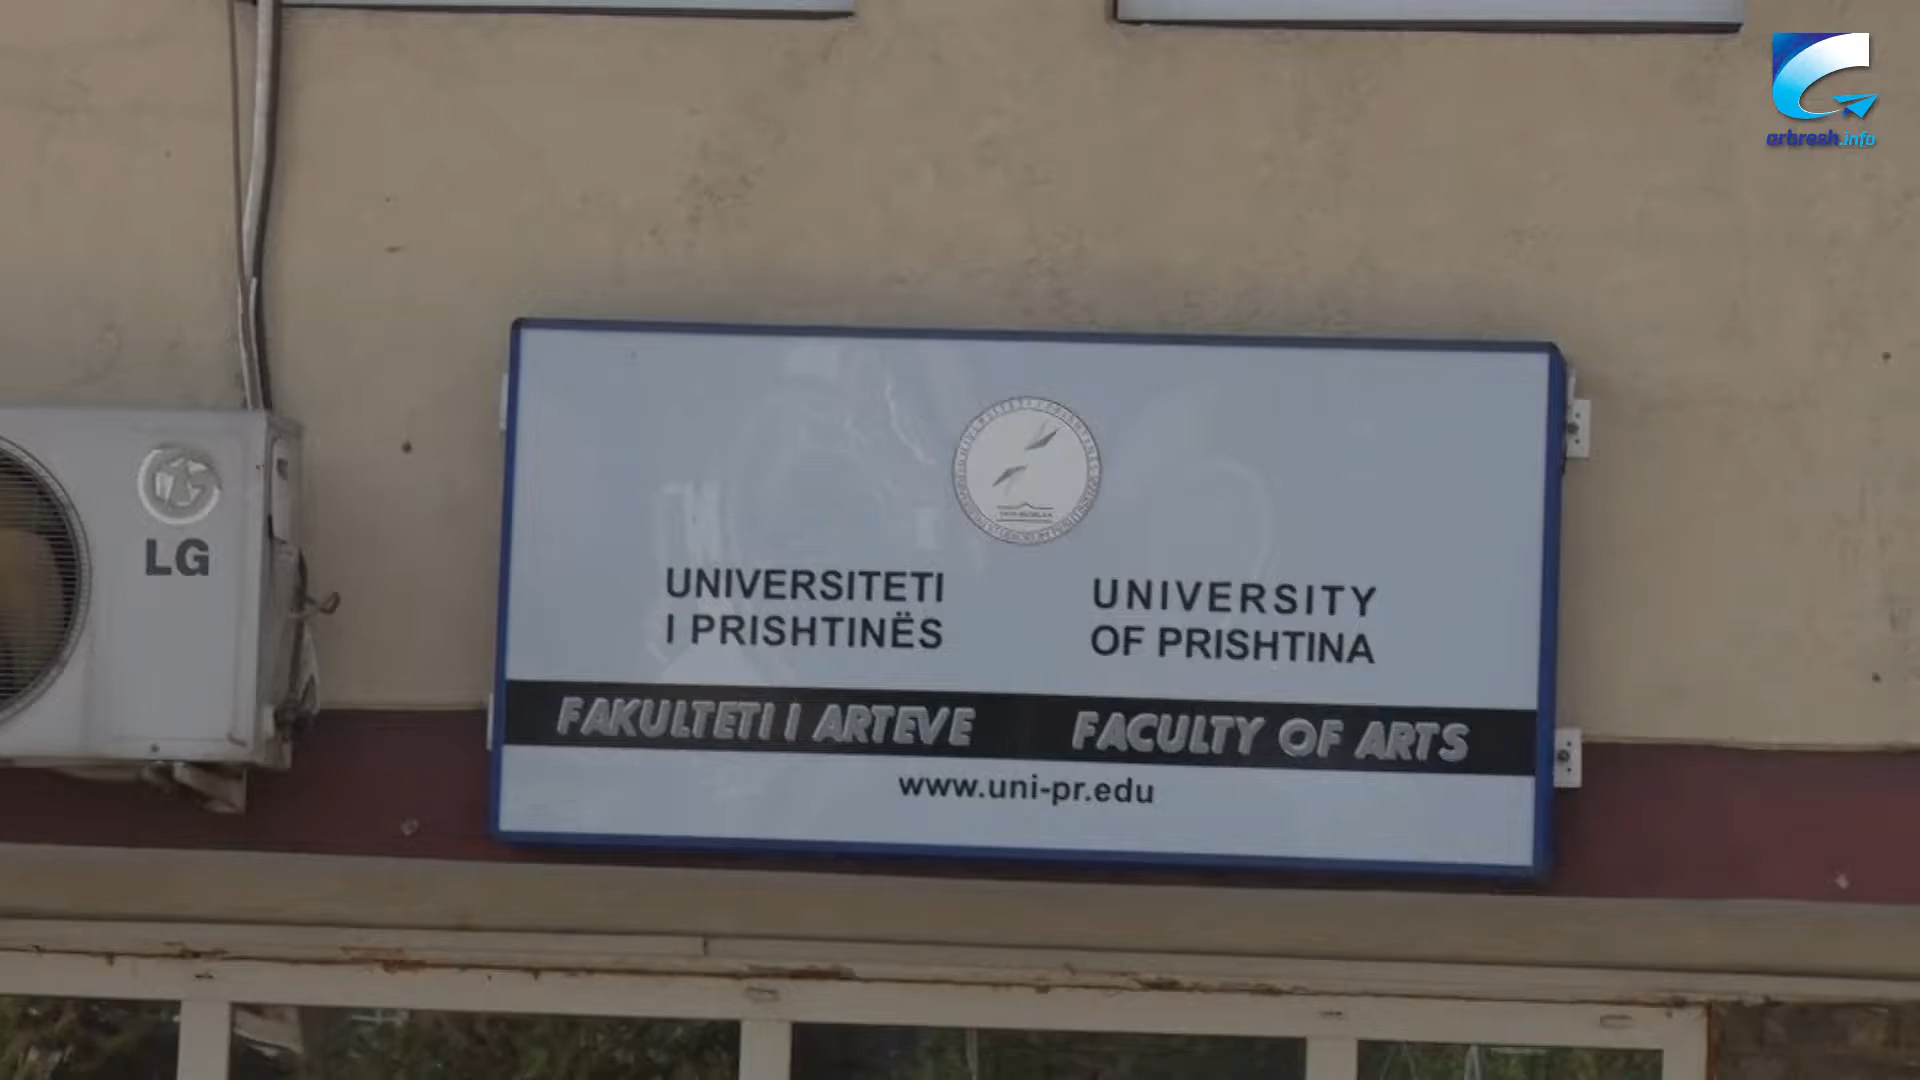 arbresh.info
LG
UNIVERSITETI
I PRISHTINËS
UNIVERSITY
OF PRISHTINA
FAKULTETI I ARTEVE
FACULTY OF ARTS
www.uni-pr.edu